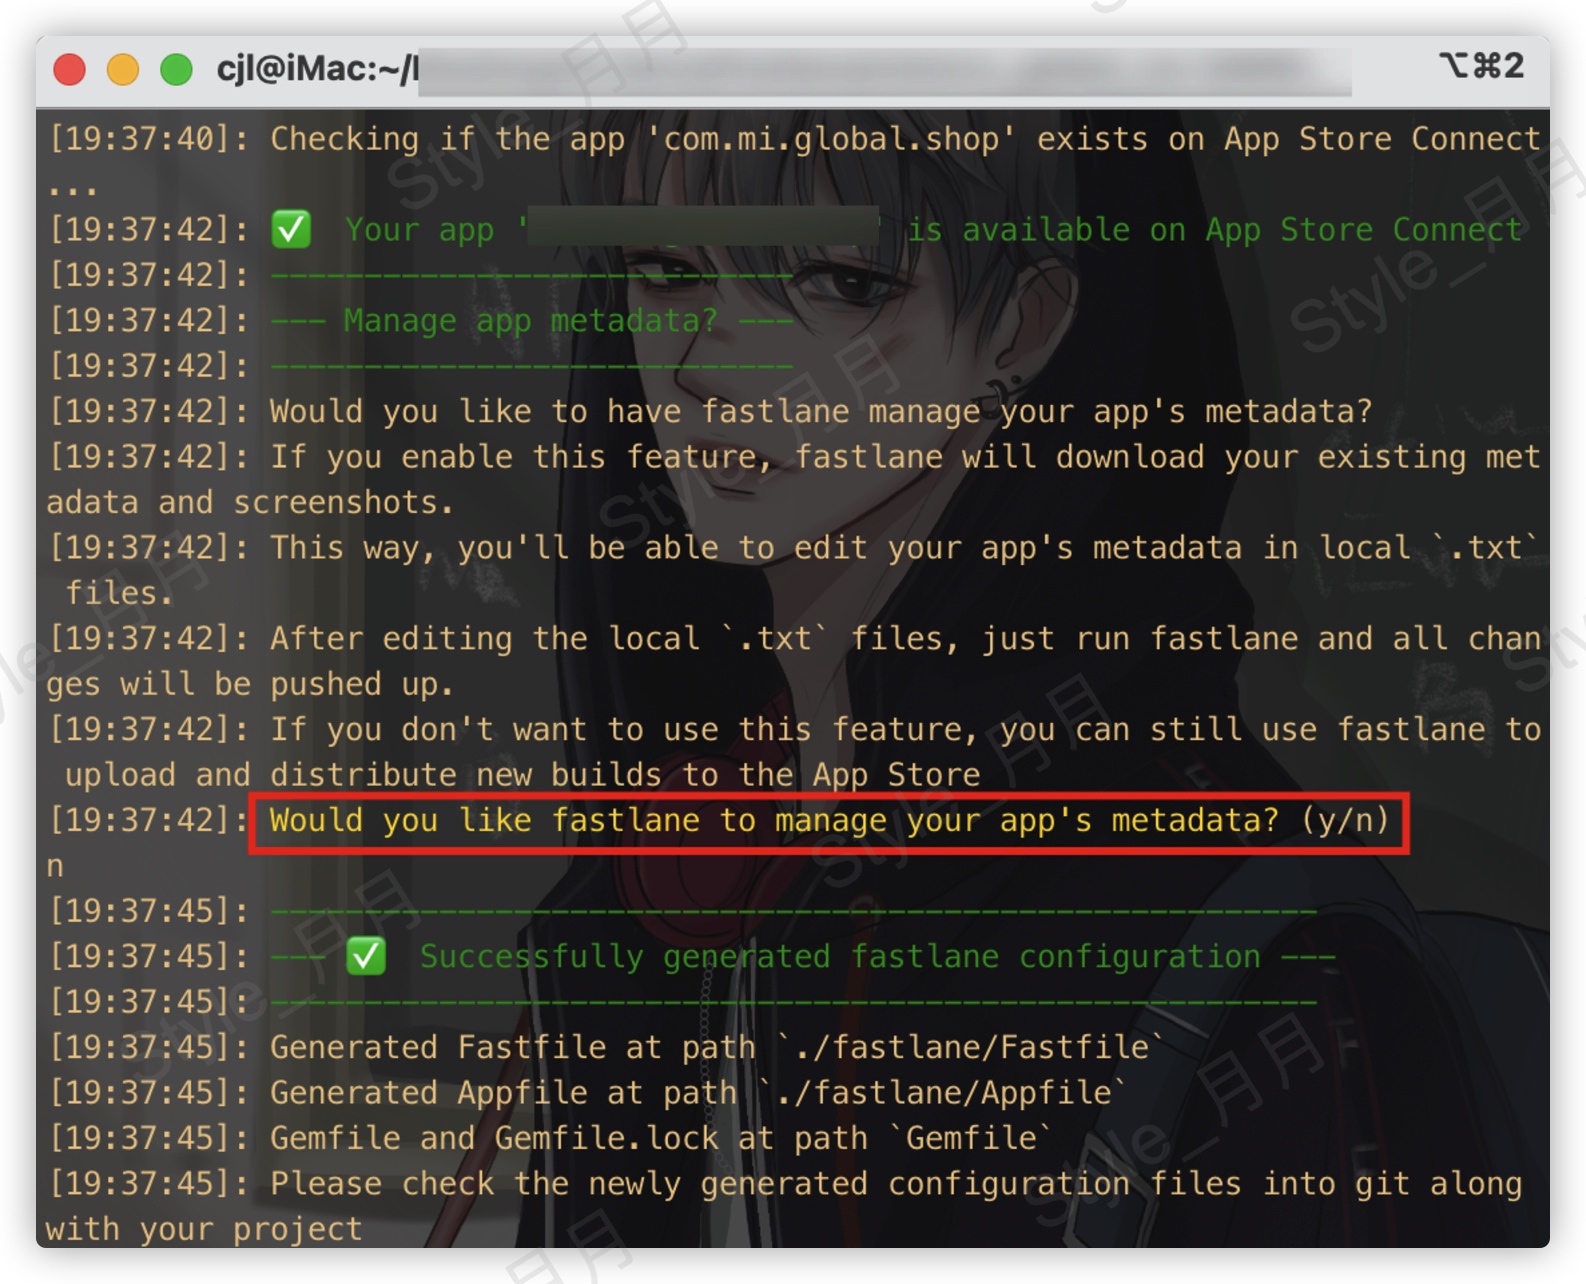 cjl@iMac:~/
⌥⌘2
[19:37:40]: Checking if the app 'com.mi.global.shop' exists on App Store Connect
...
[19:37:42]: ✅ Your app '                    ' is available on App Store Connect
[19:37:42]: ----------------------------
[19:37:42]: --- Manage app metadata? ---
[19:37:42]: ----------------------------
[19:37:42]: Would you like to have fastlane manage your app's metadata?
[19:37:42]: If you enable this feature, fastlane will download your existing met
adata and screenshots.
[19:37:42]: This way, you'll be able to edit your app's metadata in local `.txt`
 files.
[19:37:42]: After editing the local `.txt` files, just run fastlane and all chan
ges will be pushed up.
[19:37:42]: If you don't want to use this feature, you can still use fastlane to
 upload and distribute new builds to the App Store
[19:37:42]: Would you like fastlane to manage your app's metadata? (y/n)
n
[19:37:45]: --------------------------------------------------------
[19:37:45]: --- ✅ Successfully generated fastlane configuration ---
[19:37:45]: --------------------------------------------------------
[19:37:45]: Generated Fastfile at path `./fastlane/Fastfile`
[19:37:45]: Generated Appfile at path `./fastlane/Appfile`
[19:37:45]: Gemfile and Gemfile.lock at path `Gemfile`
[19:37:45]: Please check the newly generated configuration files into git along
with your project
Style_月月